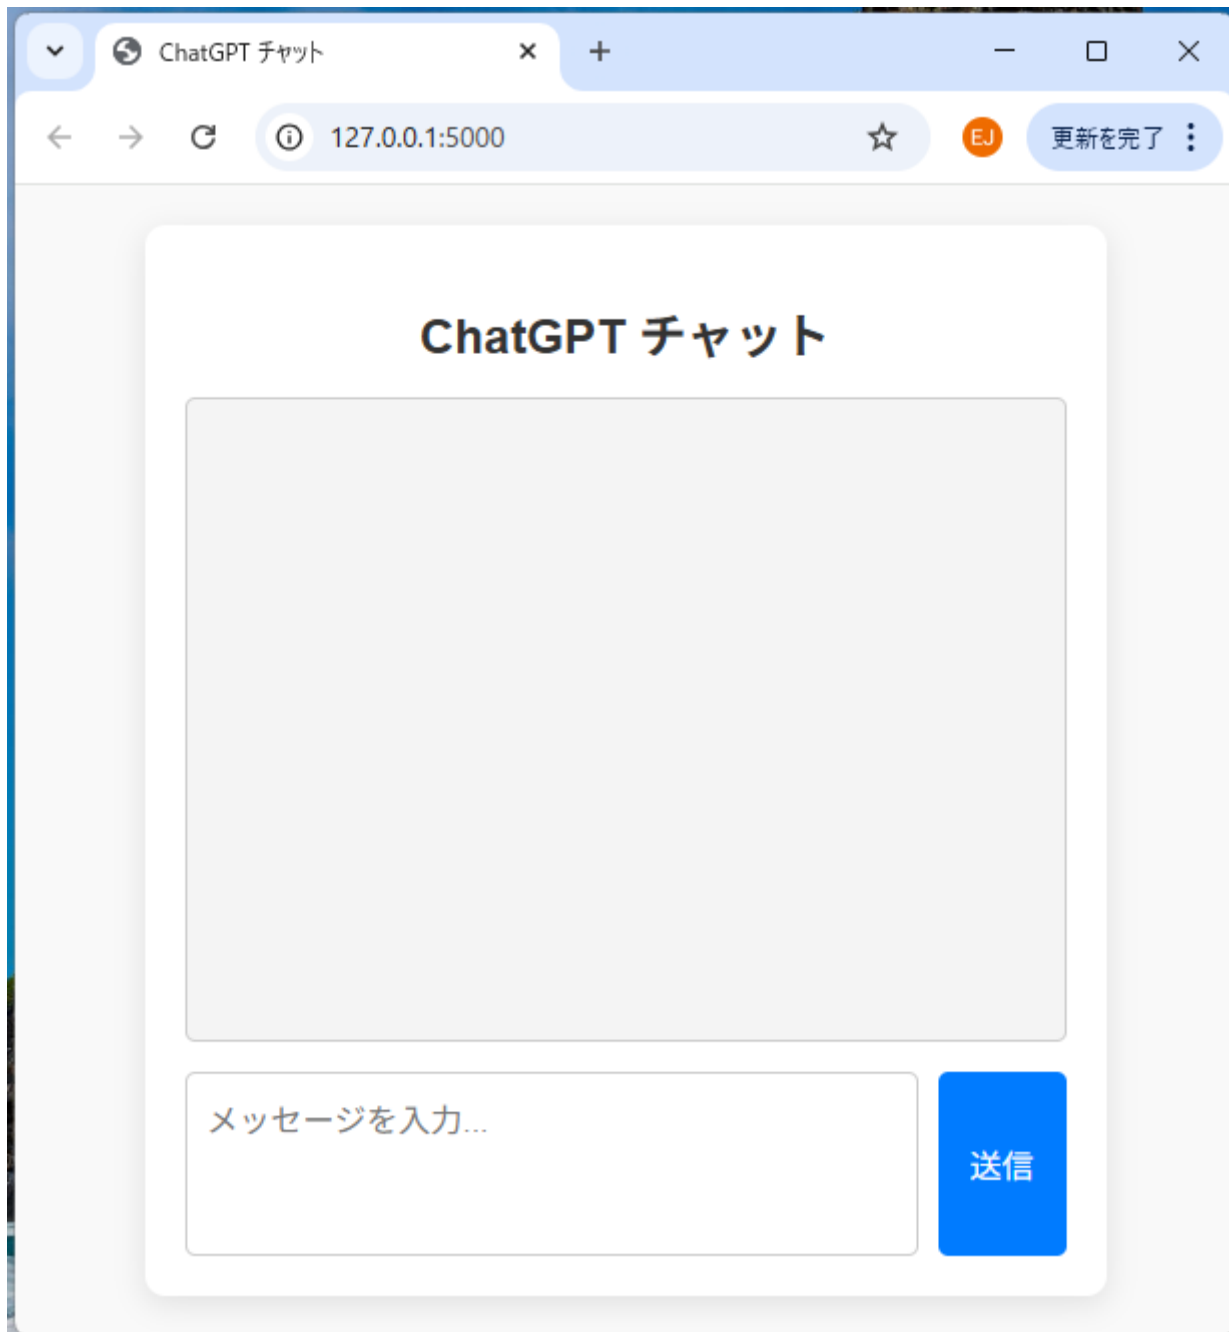 ChatGPT チャット
127.0.0.1:5000
EJ
更新を完了
ChatGPT チャット
メッセージを入力...
送信